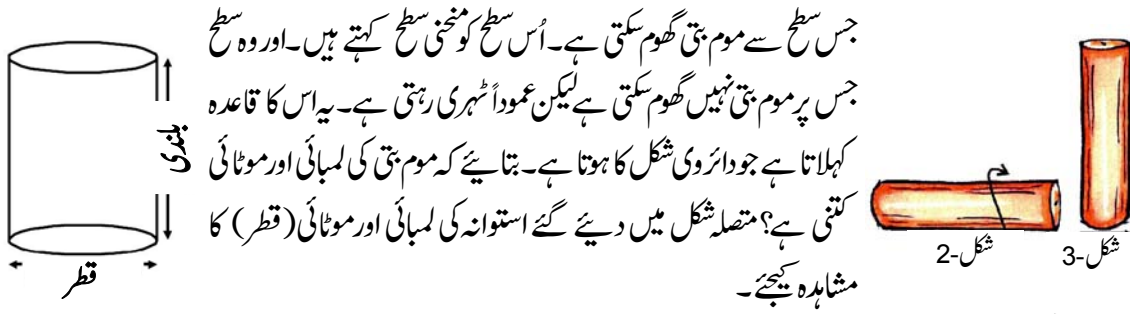 جس سطح سے موم بتی گھوم سکتی ہے۔ اُس سطح کو منحنی سطح کہتے ہیں۔ اور وہ سطح
جس پر موم بتی نہیں گھوم سکتی ہے لیکن عموداً ٹہری رہتی ہے۔ یہ اس کا قاعدہ
کہلاتا ہے جو دائروی شکل کا ہوتا ہے۔ بتایئے کہ موم بتی کی لمبائی اور موٹائی
کتنی ہے؟ متصلہ شکل میں دیئے گئے استوانہ کی لمبائی اور موٹائی (قطر) کا
مشاہدہ کیجئے۔
شکل-3
شکل-2
بلندی
قطر